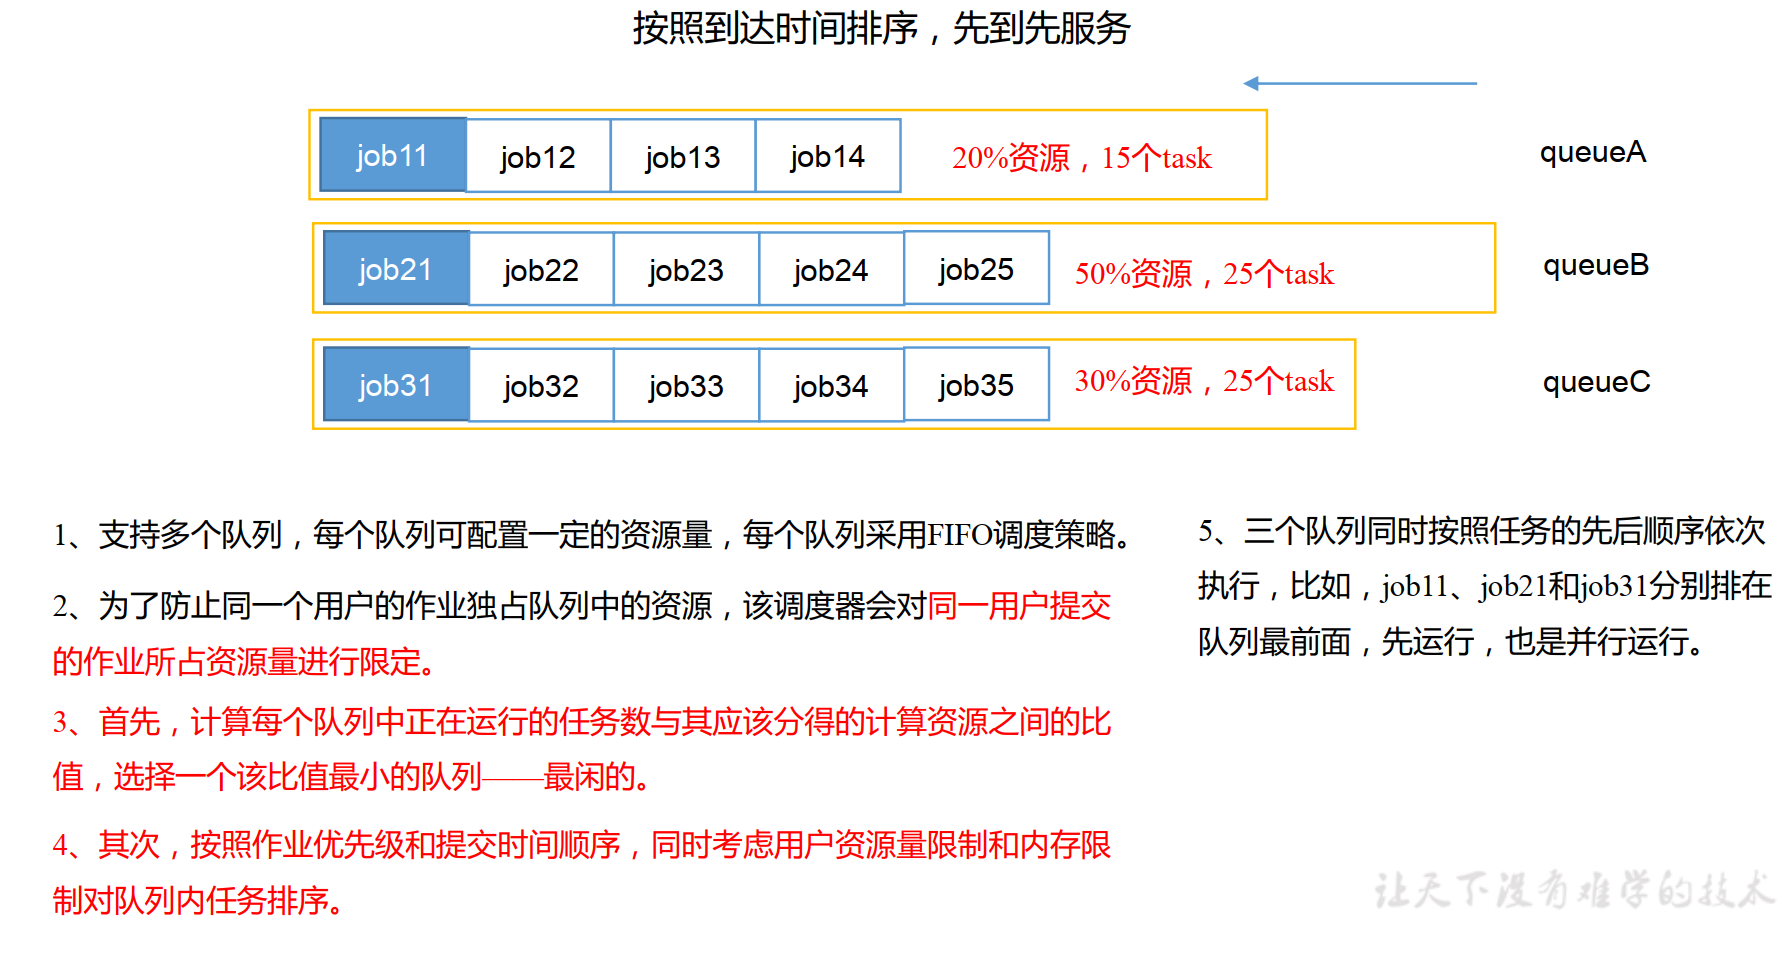 按照到达时间排序，先到先服务
job11 job12 job13 job14 20%资源，15个task queueA
job21 job22 job23 job24 job25 50%资源，25个task queueB
job31 job32 job33 job34 job35 30%资源，25个task queueC
1、支持多个队列，每个队列可配置一定的资源量，每个队列采用FIFO调度策略。
2、为了防止同一个用户的作业独占队列中的资源，该调度器会对同一用户提交
的作业所占资源量进行限定。
3、首先，计算每个队列中正在运行的任务数与其应该分得的计算资源之间的比
值，选择一个该比值最小的队列——最闲的。
4、其次，按照作业优先级和提交时间顺序，同时考虑用户资源量限制和内存限
制对队列内任务排序。
5、三个队列同时按照任务的先后顺序依次
执行，比如，job11、job21和job31分别排在
队列最前面，先运行，也是并行运行。
让天下没有难学的技术